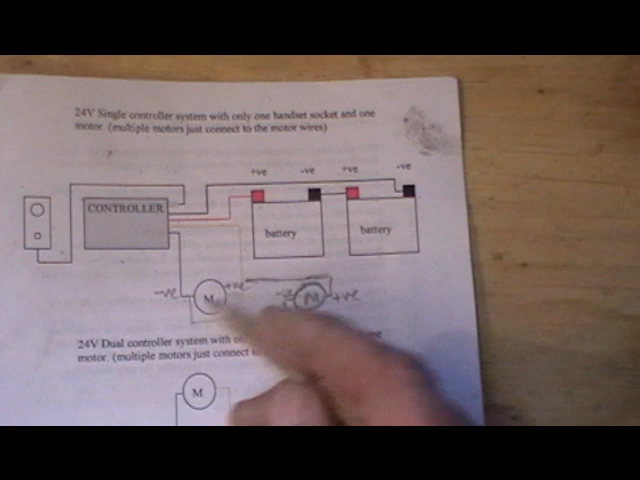 24V Single controller system with only one handset socket and one
motor. (multiple motors just connect to the motor wires)
+ve -ve +ve -ve
CONTROLLER
battery battery
-ve M +ve M +ve
24V Dual controller system with
motor. (multiple motors just connect
M